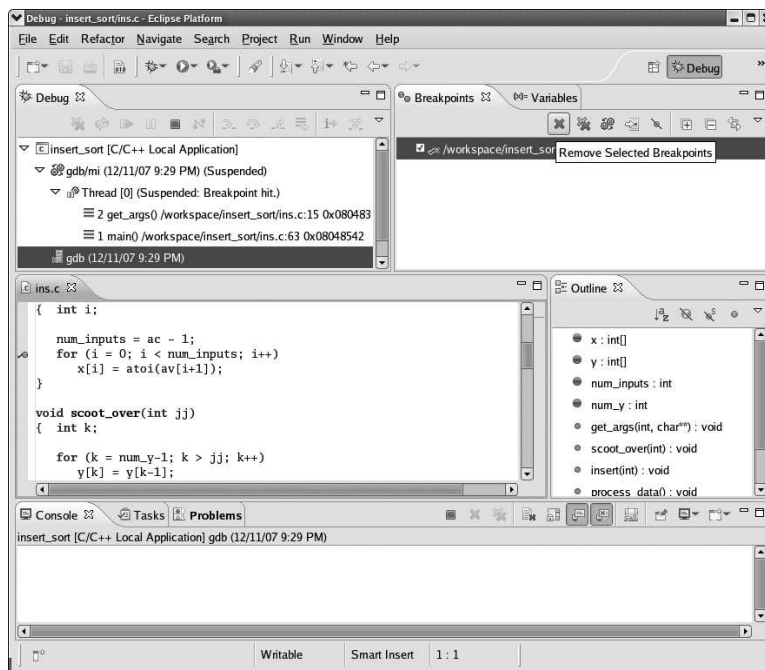 Debug - insert_sort/ins.c - Eclipse Platform
File Edit Refactor Navigate Search Project Run Window Help
Debug
»
Debug
insert_sort [C/C++ Local Application]
gdb/mi (12/11/07 9:29 PM) (Suspended)
Thread [0] (Suspended: Breakpoint hit.)
2 get_args() /workspace/insert_sort/ins.c:15 0x080483
1 main() /workspace/insert_sort/ins.c:63 0x08048542
gdb (12/11/07 9:29 PM)
Breakpoints (x)= Variables
/workspace/insert_sor
Remove Selected Breakpoints
ins.c
{ int i;
num_inputs = ac - 1;
for (i = 0; i < num_inputs; i++)
x[i] = atoi(av[i+1]);
}
void scoot_over(int jj)
{ int k;
for (k = num_y-1; k > jj; k++)
y[k] = y[k-1];
Outline
x : int[]
y : int[]
num_inputs : int
num_y : int
get_args(int, char**) : void
scoot_over(int) : void
insert(int) : void
process_data() : void
Console Tasks Problems
insert_sort [C/C++ Local Application] gdb (12/11/07 9:29 PM)
Writable Smart Insert 1 : 1